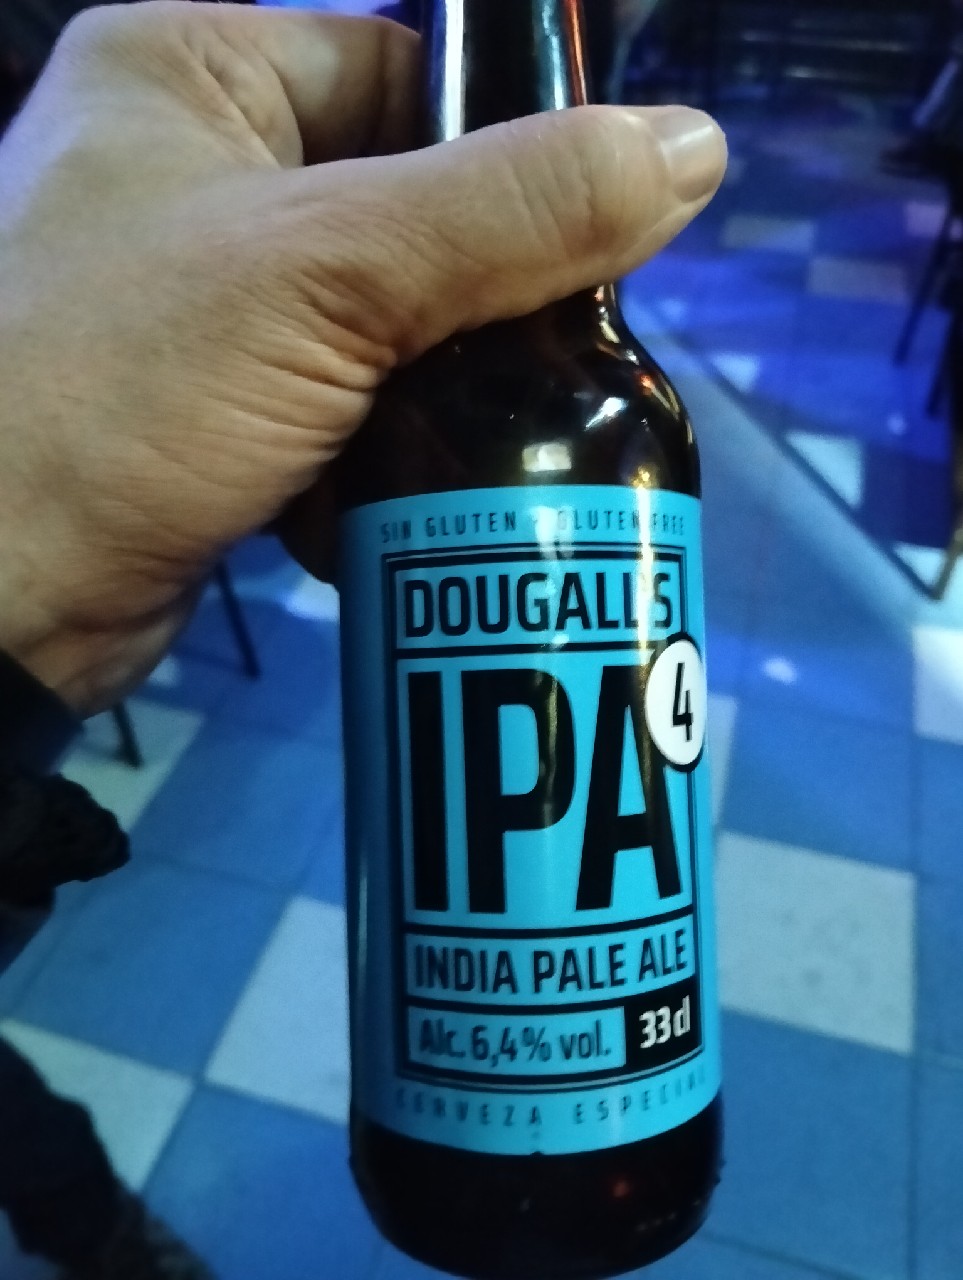 SIN GLUTEN - GLUTEN FREE
DOUGALL'S
IPA
4
INDIA PALE ALE
Alc. 6,4% vol.
33cl
CERVEZA ESPECIAL